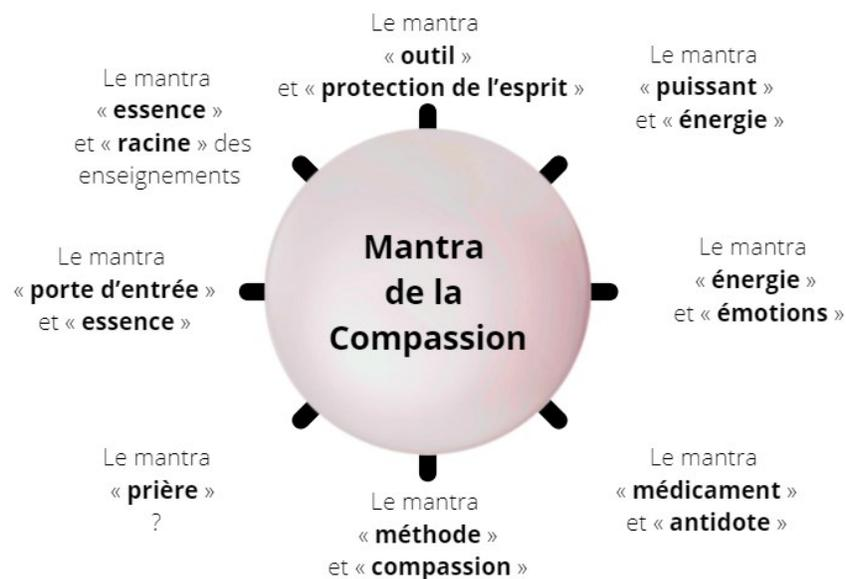 Le mantra
« outil »
et « protection de l’esprit »
Le mantra
« puissant »
et « énergie »
Le mantra
« énergie »
et « émotions »
Le mantra
« médicament »
et « antidote »
Le mantra
« méthode »
et « compassion »
Le mantra
« prière »
?
Le mantra
« porte d’entrée »
et « essence »
Le mantra
« essence »
et « racine » des
enseignements
Mantra
de la
Compassion